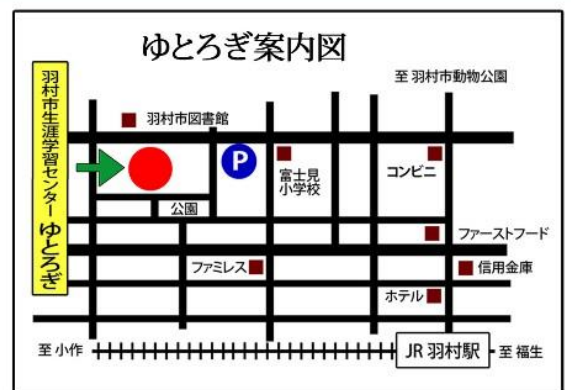 ゆとろぎ案内図
至 羽村市動物公園
羽村市生涯学習センター ゆとろぎ
羽村市図書館
P
富士見
小学校
コンビニ
公園
ファーストフード
ファミレス
信用金庫
ホテル
至 小作
JR 羽村駅
至 福生